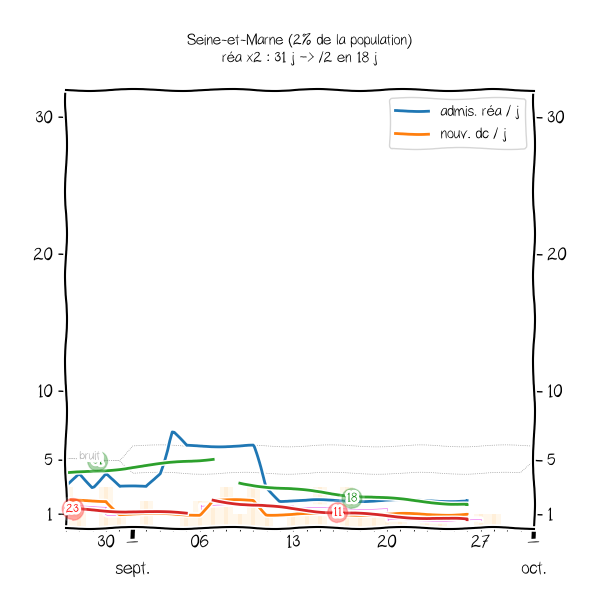 Seine-et-Marne (2% de la population)
réa x2 : 31 j -> /2 en 18 j
admis. réa / j
nouv. dc / j
30
30
20
20
10
10
5
5
bruit
23
18
11
1
1
30
06
13
20
27
sept.
oct.